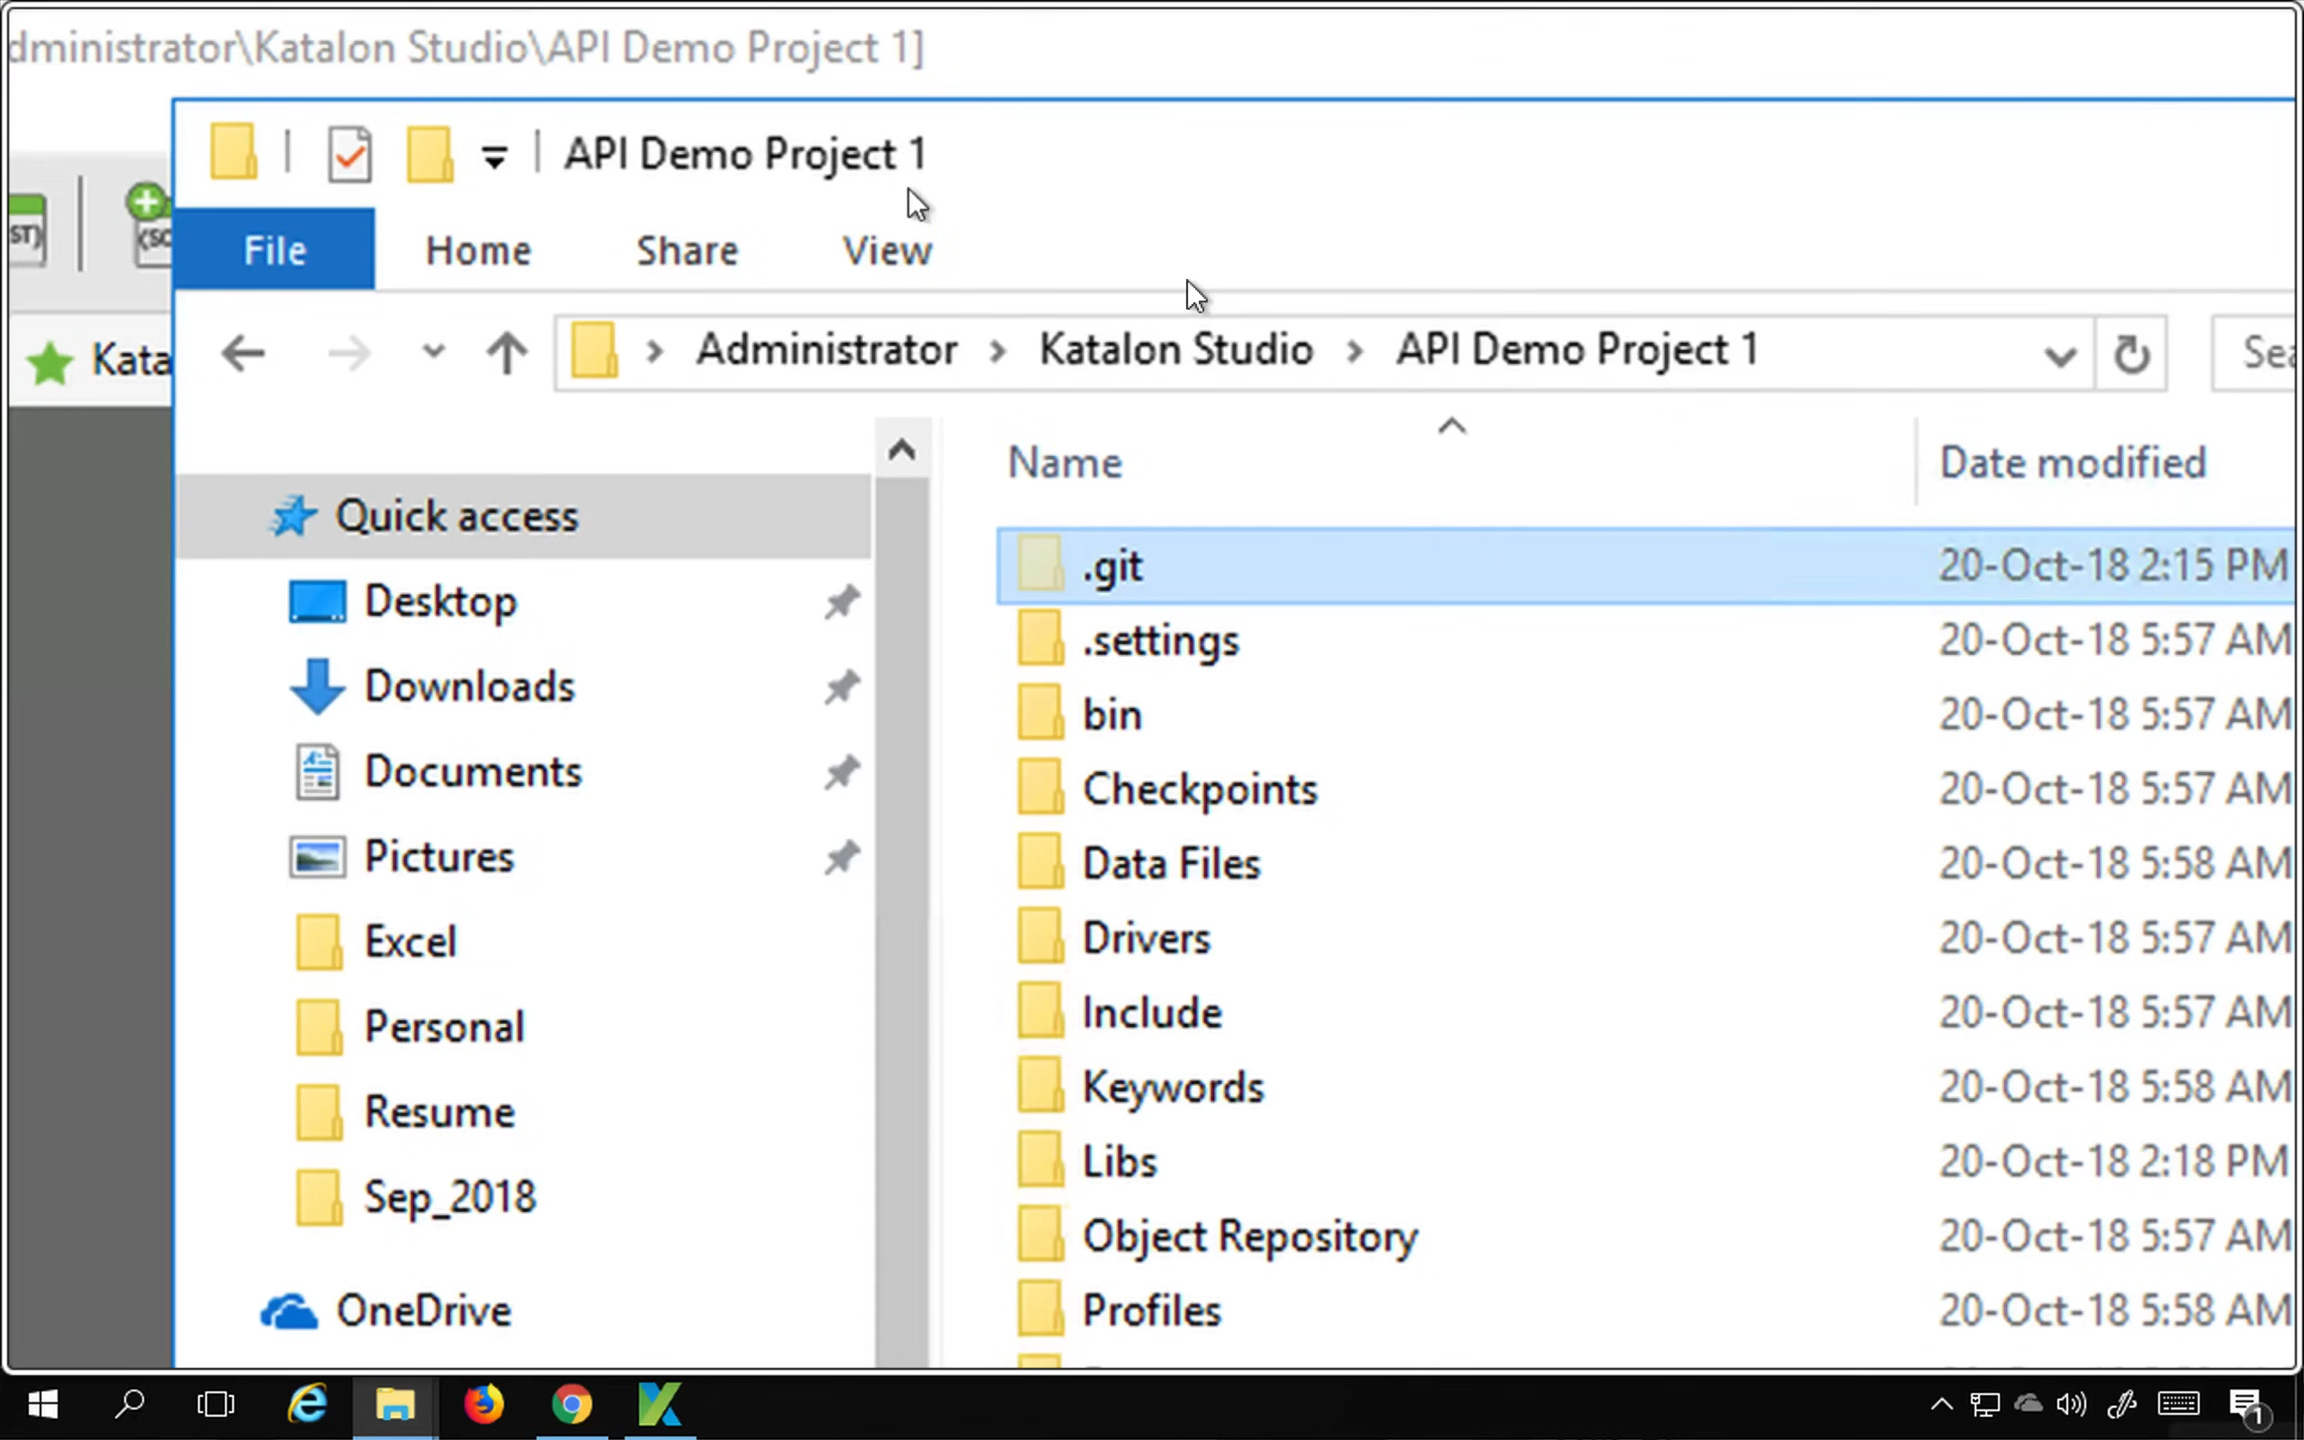 dministrator\Katalon Studio\API Demo Project 1]
API Demo Project 1
File Home Share View
Kata
Administrator Katalon Studio API Demo Project 1
Sea
Name Date modified
Quick access
Desktop
Downloads
Documents
Pictures
Excel
Personal
Resume
Sep_2018
OneDrive
.git 20-Oct-18 2:15 PM
.settings 20-Oct-18 5:57 AM
bin 20-Oct-18 5:57 AM
Checkpoints 20-Oct-18 5:57 AM
Data Files 20-Oct-18 5:58 AM
Drivers 20-Oct-18 5:57 AM
Include 20-Oct-18 5:57 AM
Keywords 20-Oct-18 5:58 AM
Libs 20-Oct-18 2:18 PM
Object Repository 20-Oct-18 5:57 AM
Profiles 20-Oct-18 5:58 AM
1